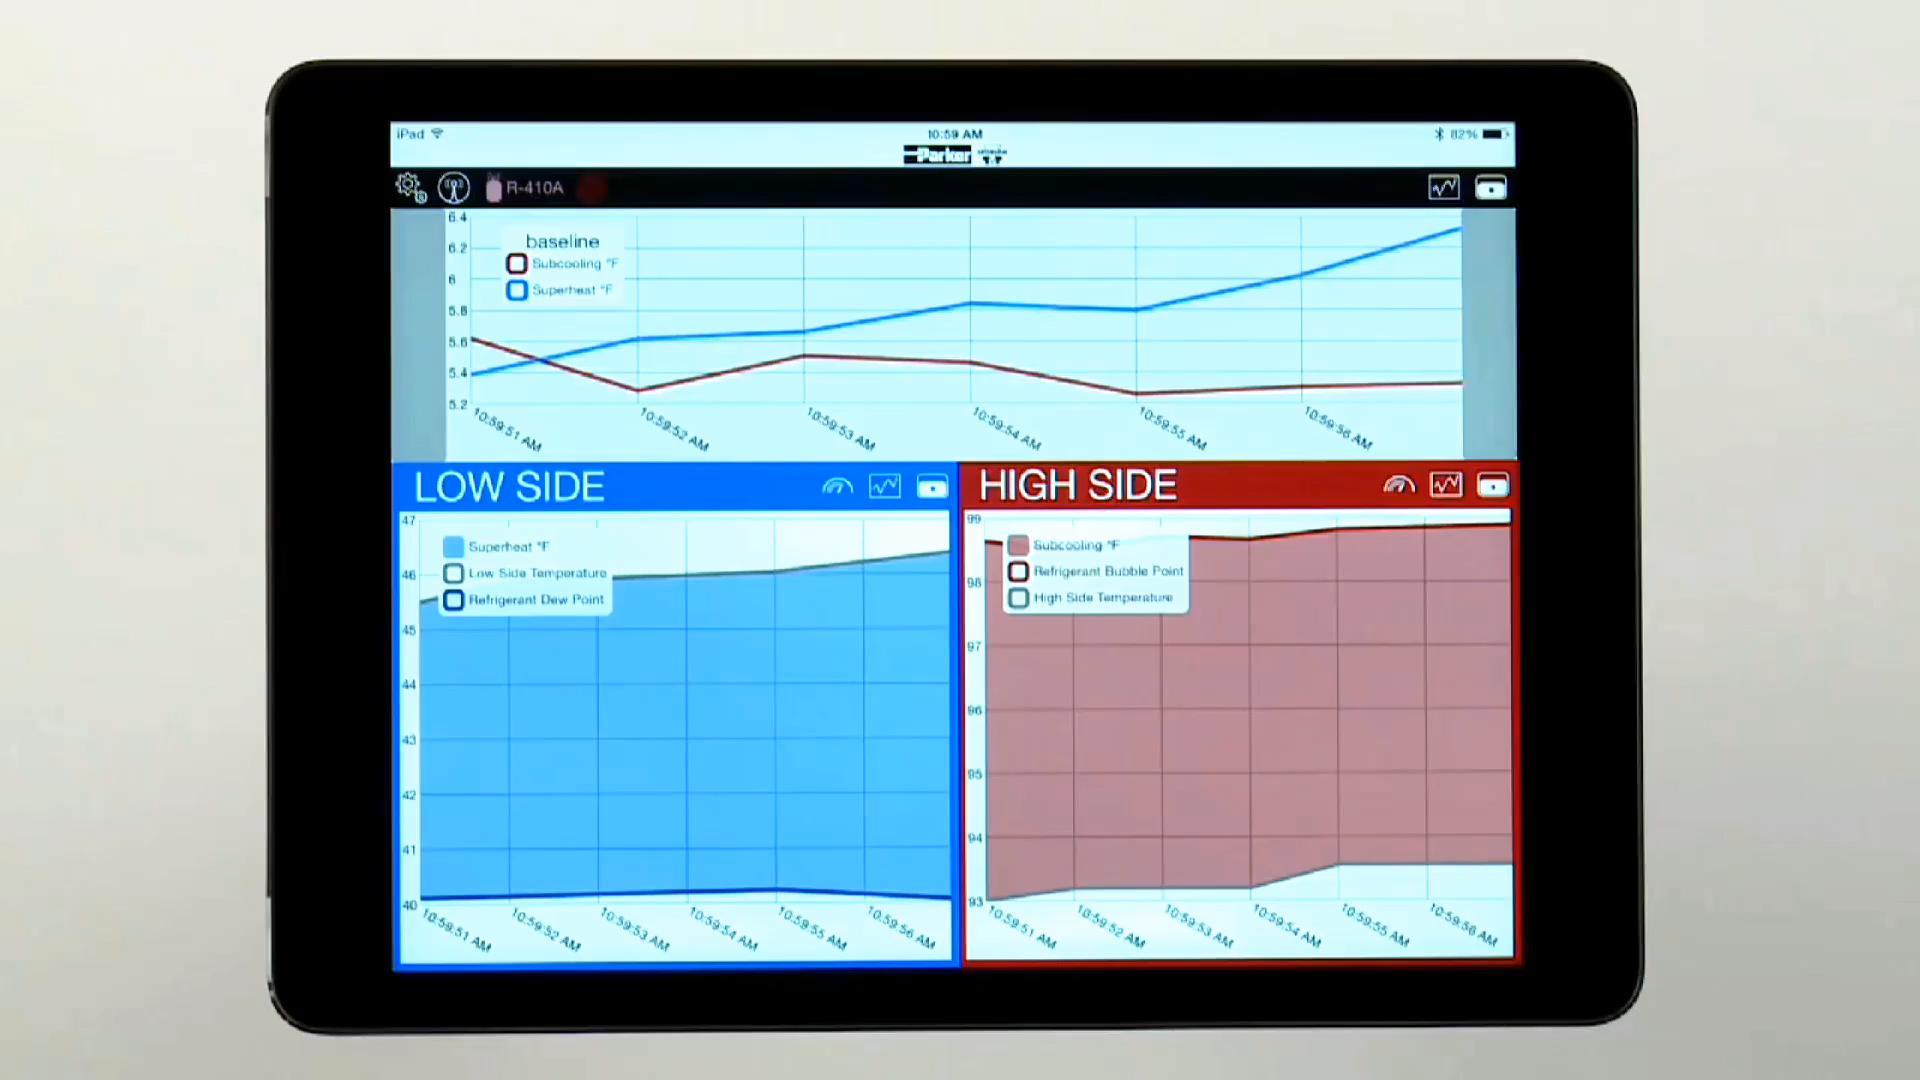 iPad
10:59 AM
82%
Parker
R-410A
baseline
Subcooling °F
Superheat °F
6.4
6.2
6
5.8
5.6
5.4
5.2
10:59:51 AM
10:59:52 AM
10:59:53 AM
10:59:54 AM
10:59:55 AM
10:59:56 AM
LOW SIDE
Superheat °F
Low Side Temperature
Refrigerant Dew Point
47
46
45
44
43
42
41
40
10:59:51 AM
10:59:52 AM
10:59:53 AM
10:59:54 AM
10:59:55 AM
10:59:56 AM
HIGH SIDE
Subcooling °F
Refrigerant Bubble Point
High Side Temperature
99
98
97
96
95
94
93
10:59:51 AM
10:59:52 AM
10:59:53 AM
10:59:54 AM
10:59:55 AM
10:59:56 AM